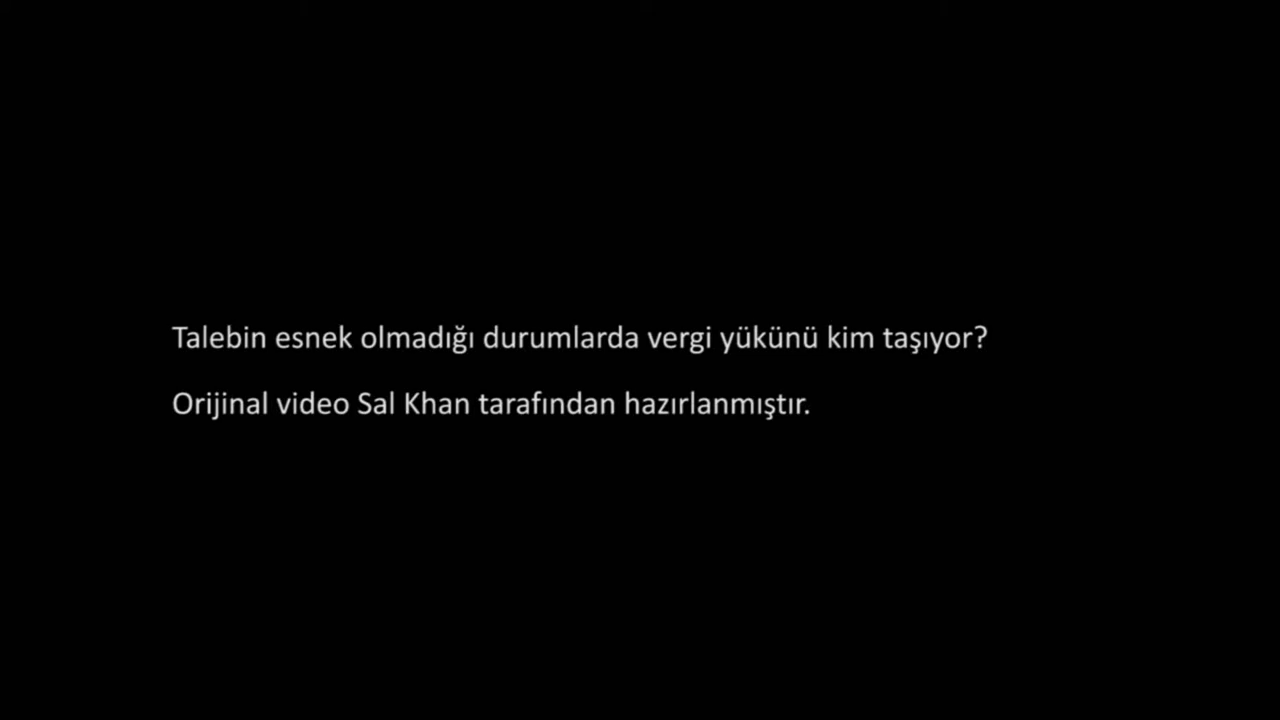 Talebin esnek olmadığı durumlarda vergi yükünü kim taşıyor?
Orijinal video Sal Khan tarafından hazırlanmıştır.